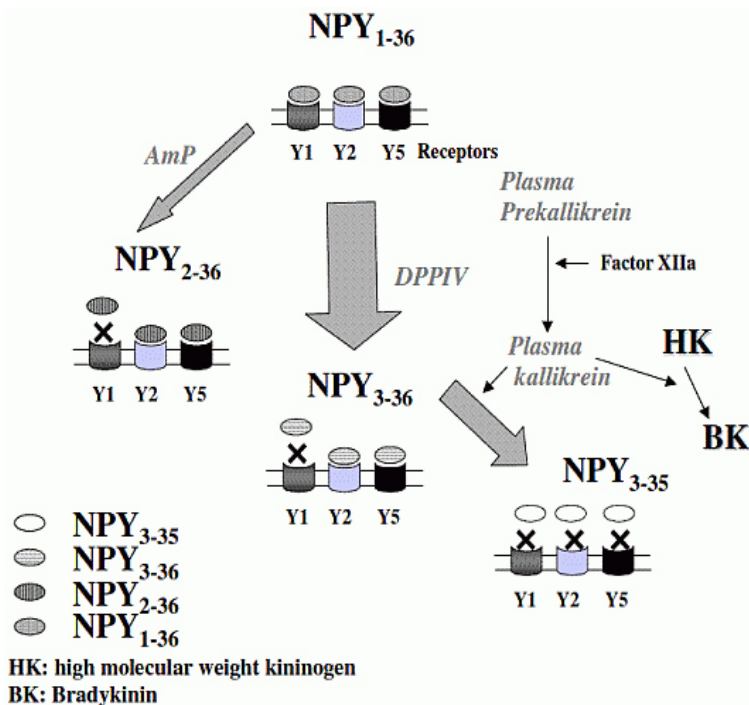 NPY1-36
Y1 Y2 Y5 Receptors
AmP
Plasma
Prekallikrein
NPY2-36
DPPIV
Factor XIIa
Y1 Y2 Y5
Plasma
kallikrein
HK
NPY3-36
BK
NPY3-35
Y1 Y2 Y5
Y1 Y2 Y5
NPY3-35
NPY3-36
NPY2-36
NPY1-36
HK: high molecular weight kininogen
BK: Bradykinin